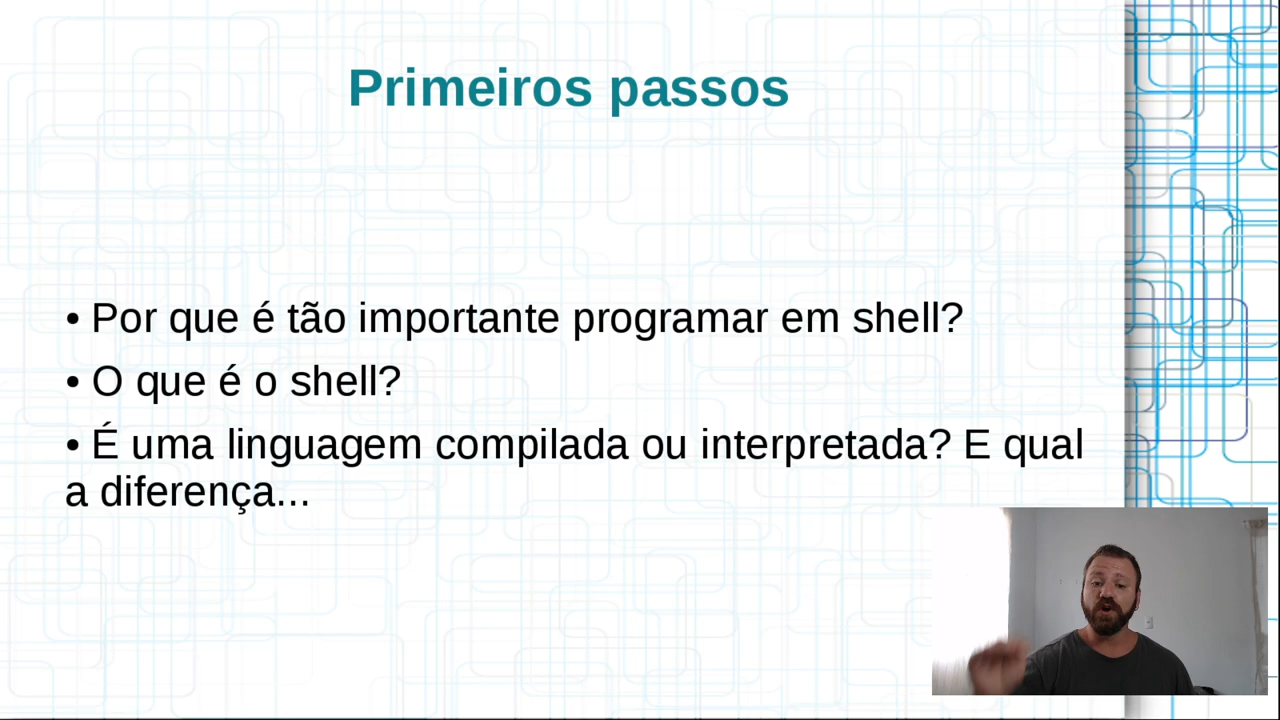 Primeiros passos
• Por que é tão importante programar em shell?
• O que é o shell?
• É uma linguagem compilada ou interpretada? E qual
a diferença...